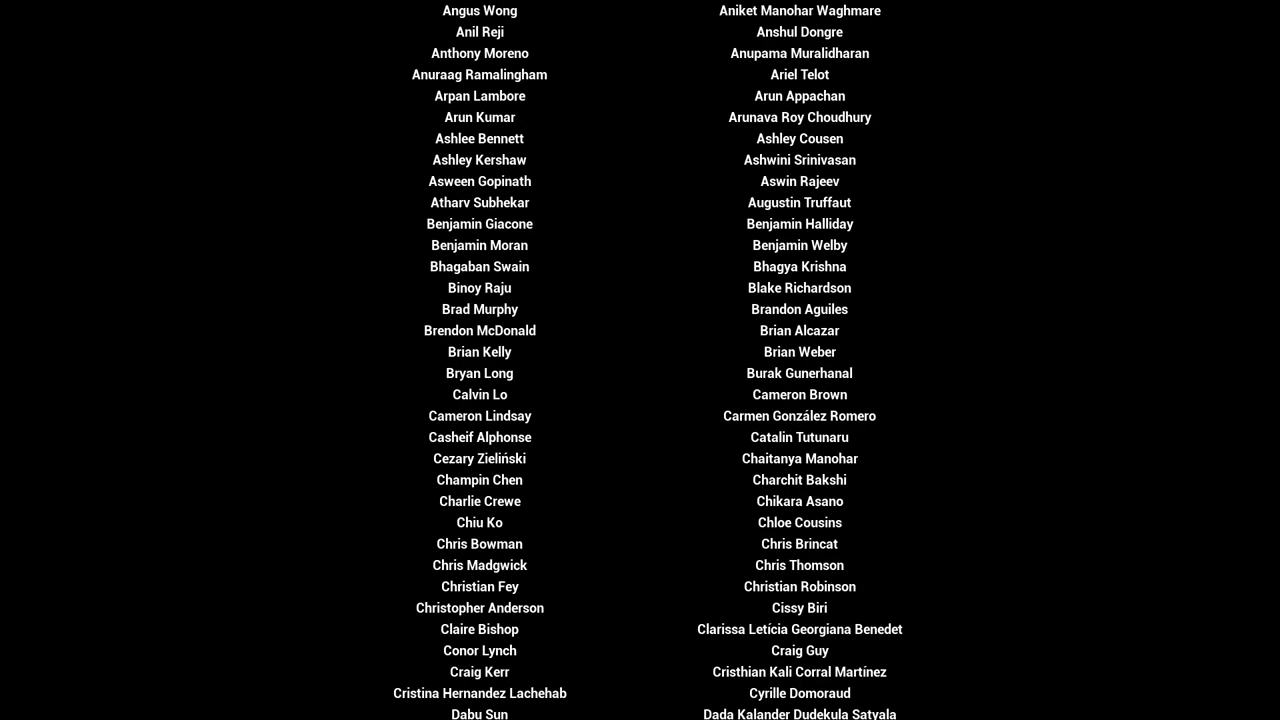 Angus Wong Aniket Manohar Waghmare
Anil Reji Anshul Dongre
Anthony Moreno Anupama Muralidharan
Anuraag Ramalingham Ariel Telot
Arpan Lambore Arun Appachan
Arun Kumar Arunava Roy Choudhury
Ashlee Bennett Ashley Cousen
Ashley Kershaw Ashwini Srinivasan
Asween Gopinath Aswin Rajeev
Atharv Subhekar Augustin Truffaut
Benjamin Giacone Benjamin Halliday
Benjamin Moran Benjamin Welby
Bhagaban Swain Bhagya Krishna
Binoy Raju Blake Richardson
Brad Murphy Brandon Aguiles
Brendon McDonald Brian Alcazar
Brian Kelly Brian Weber
Bryan Long Burak Gunerhanal
Calvin Lo Cameron Brown
Cameron Lindsay Carmen González Romero
Casheif Alphonse Catalin Tutunaru
Cezary Zieliński Chaitanya Manohar
Champin Chen Charchit Bakshi
Charlie Crewe Chikara Asano
Chiu Ko Chloe Cousins
Chris Bowman Chris Brincat
Chris Madgwick Chris Thomson
Christian Fey Christian Robinson
Christopher Anderson Cissy Biri
Claire Bishop Clarissa Letícia Georgiana Benedet
Conor Lynch Craig Guy
Craig Kerr Cristhian Kali Corral Martínez
Cristina Hernandez Lachehab Cyrille Domoraud
Dabu Sun Dada Kalander Dudekula Satyala